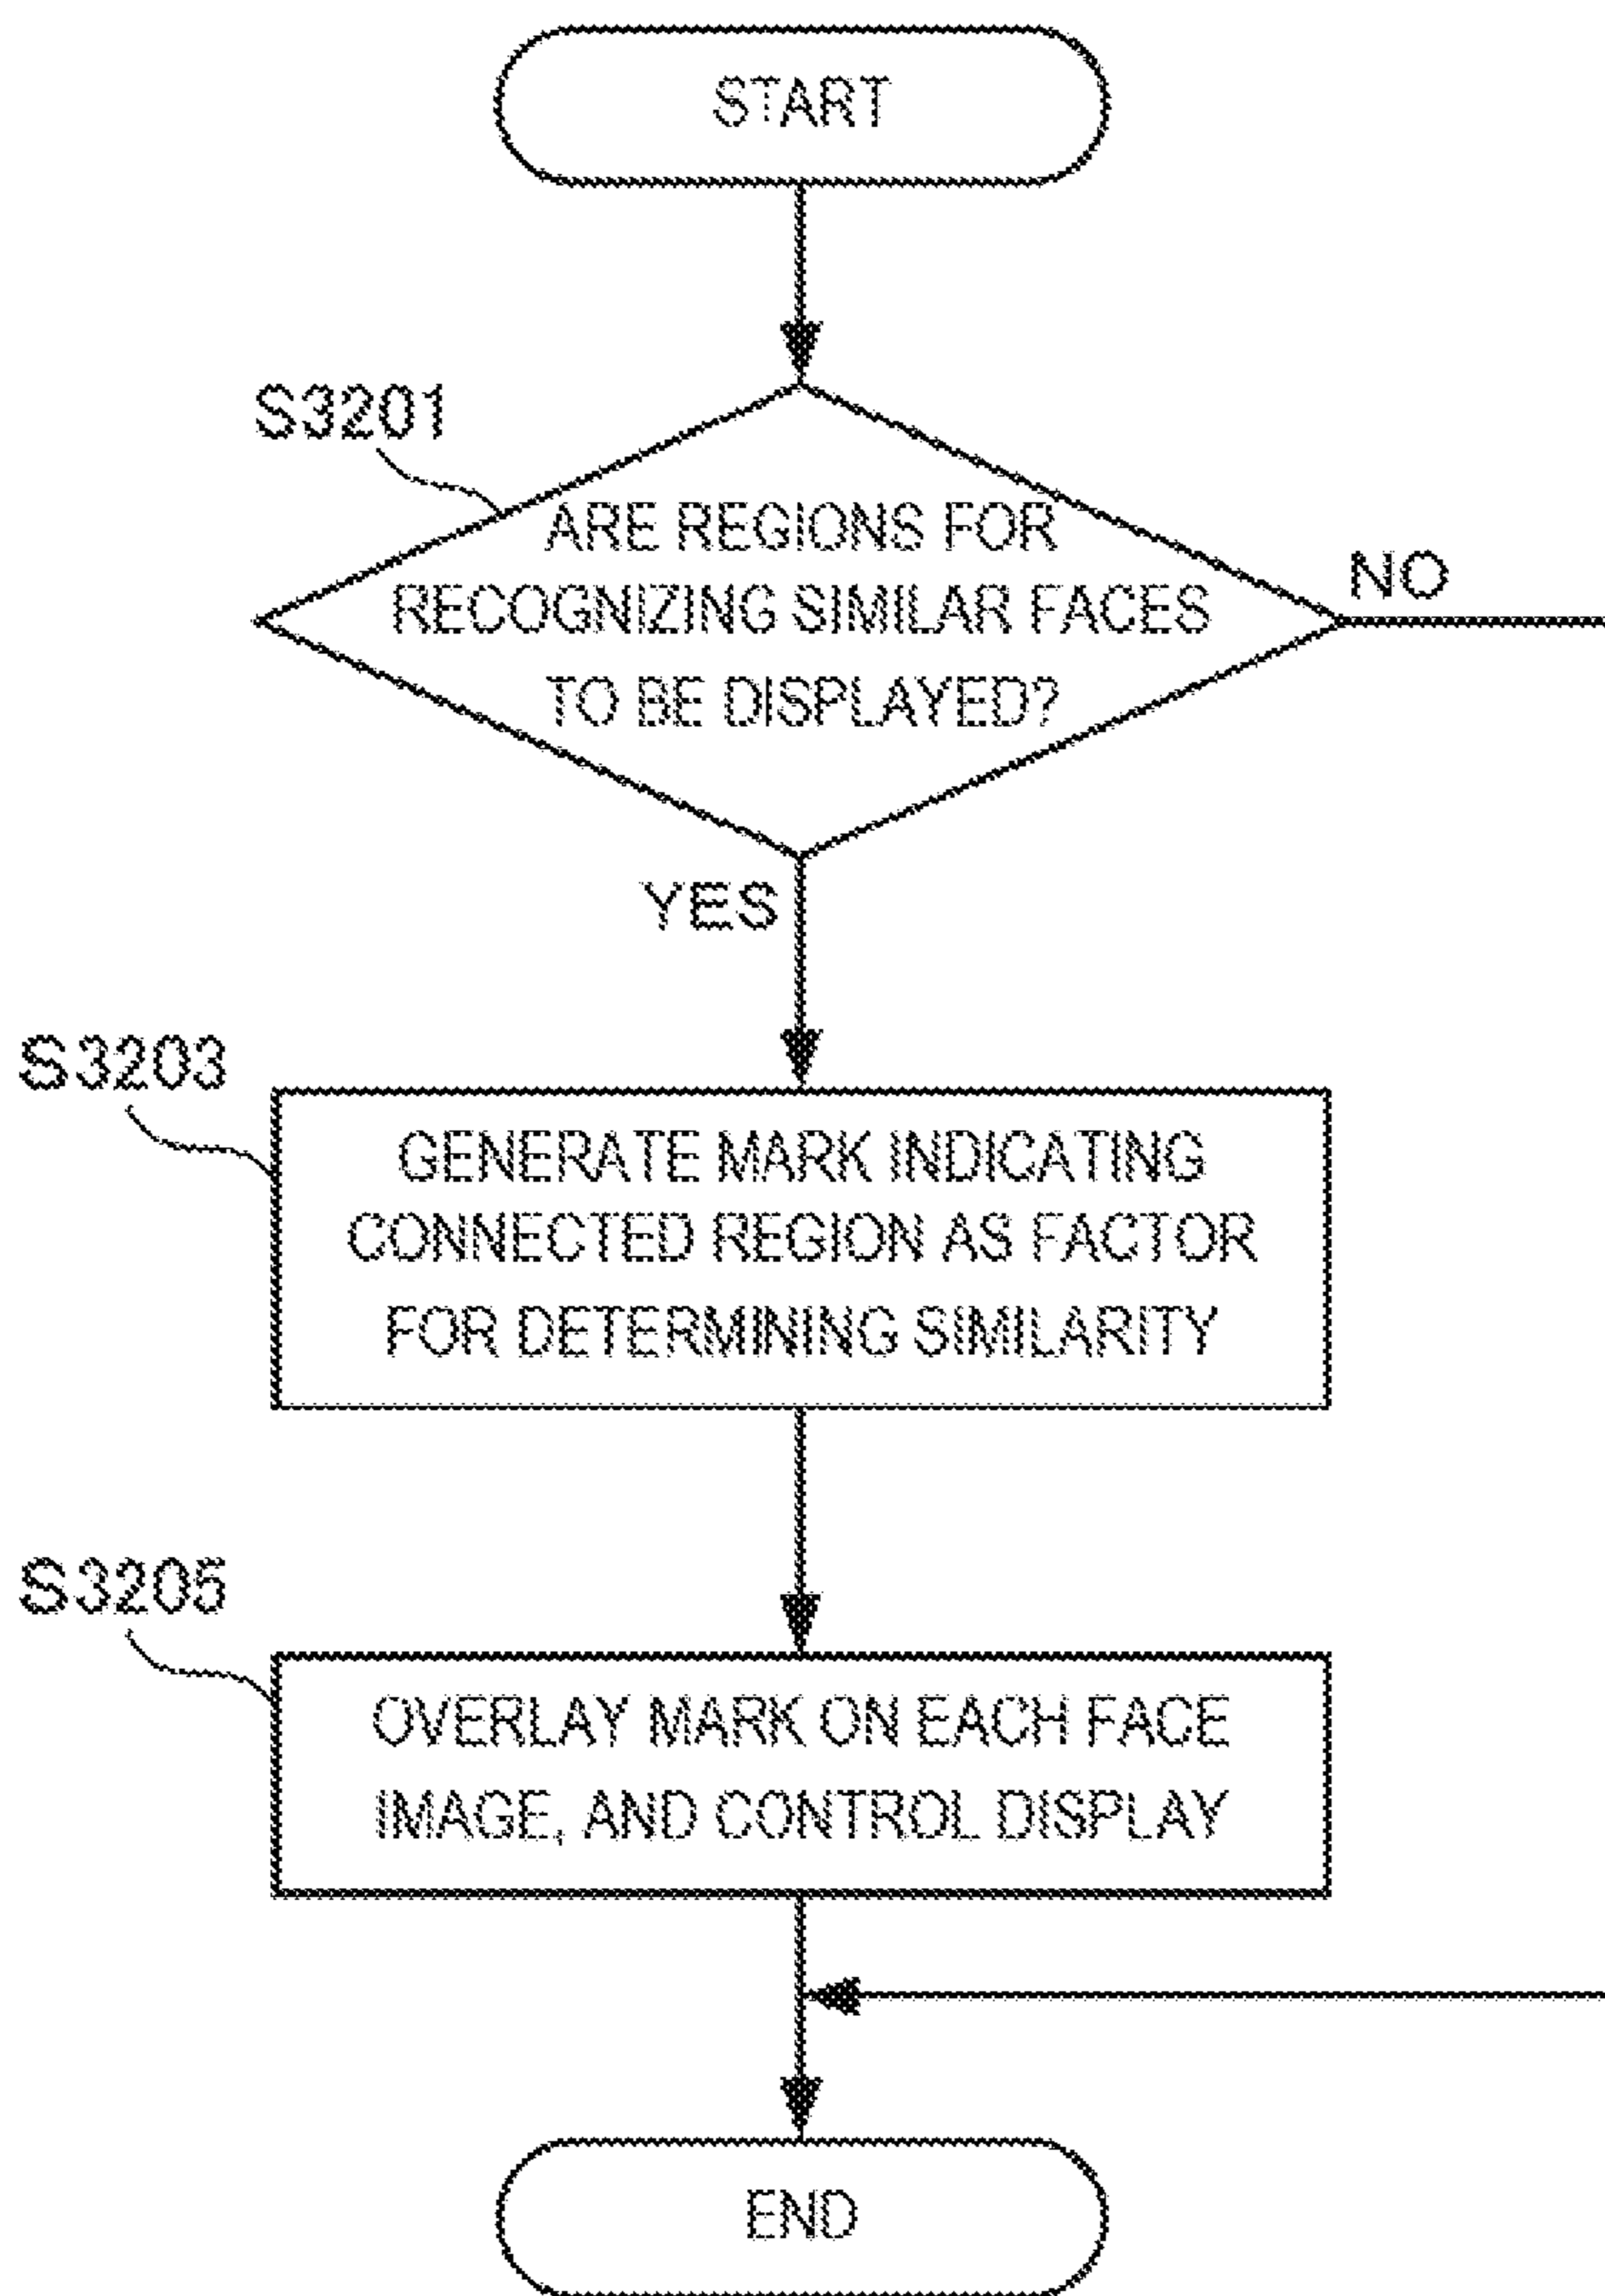 START
S3201
ARE REGIONS FOR
RECOGNIZING SIMILAR FACES
TO BE DISPLAYED?
NO
YES
S3203
GENERATE MARK INDICATING
CONNECTED REGION AS FACTOR
FOR DETERMINING SIMILARITY
S3205
OVERLAY MARK ON EACH FACE
IMAGE, AND CONTROL DISPLAY
END